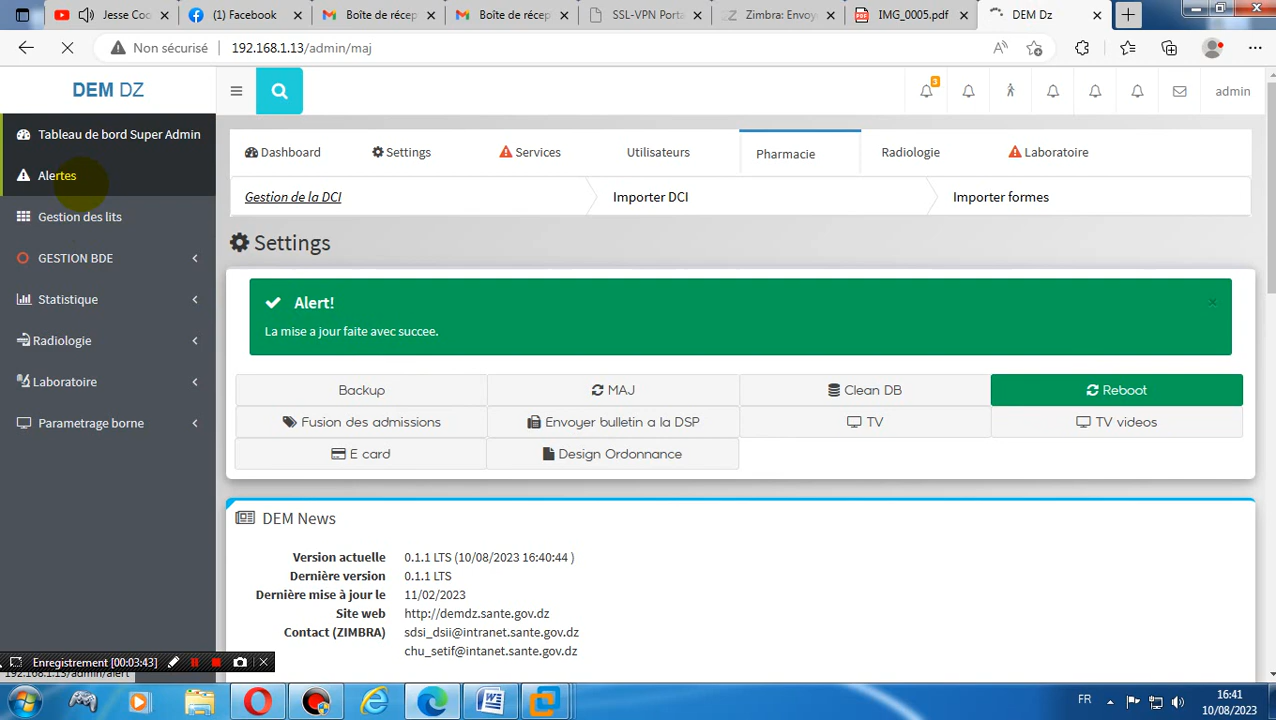 Jesse Coo
(1) Facebook
Boîte de récep
Boîte de récep
SSL-VPN Porta
Zimbra: Envoy
IMG_0005.pdf
DEM Dz
Non sécurisé
192.168.1.13/admin/maj
DEM DZ
3
admin
Tableau de bord Super Admin
Alertes
Gestion des lits
GESTION BDE
Statistique
Radiologie
Laboratoire
Parametrage borne
Dashboard
Settings
Services
Utilisateurs
Pharmacie
Radiologie
Laboratoire
Gestion de la DCI
Importer DCI
Importer formes
Settings
Alert!
La mise a jour faite avec succee.
Backup
MAJ
Clean DB
Reboot
Fusion des admissions
Envoyer bulletin a la DSP
TV
TV videos
E card
Design Ordonnance
DEM News
Version actuelle 0.1.1 LTS (10/08/2023 16:40:44 )
Dernière version 0.1.1 LTS
Dernière mise à jour le 11/02/2023
Site web http://demdz.sante.gov.dz
Contact (ZIMBRA) sdsi_dsii@intranet.sante.gov.dz
chu_setif@intanet.sante.gov.dz
Enregistrement [00:03:43]
192.168.1.13/admin/alert
FR
16:41
10/08/2023